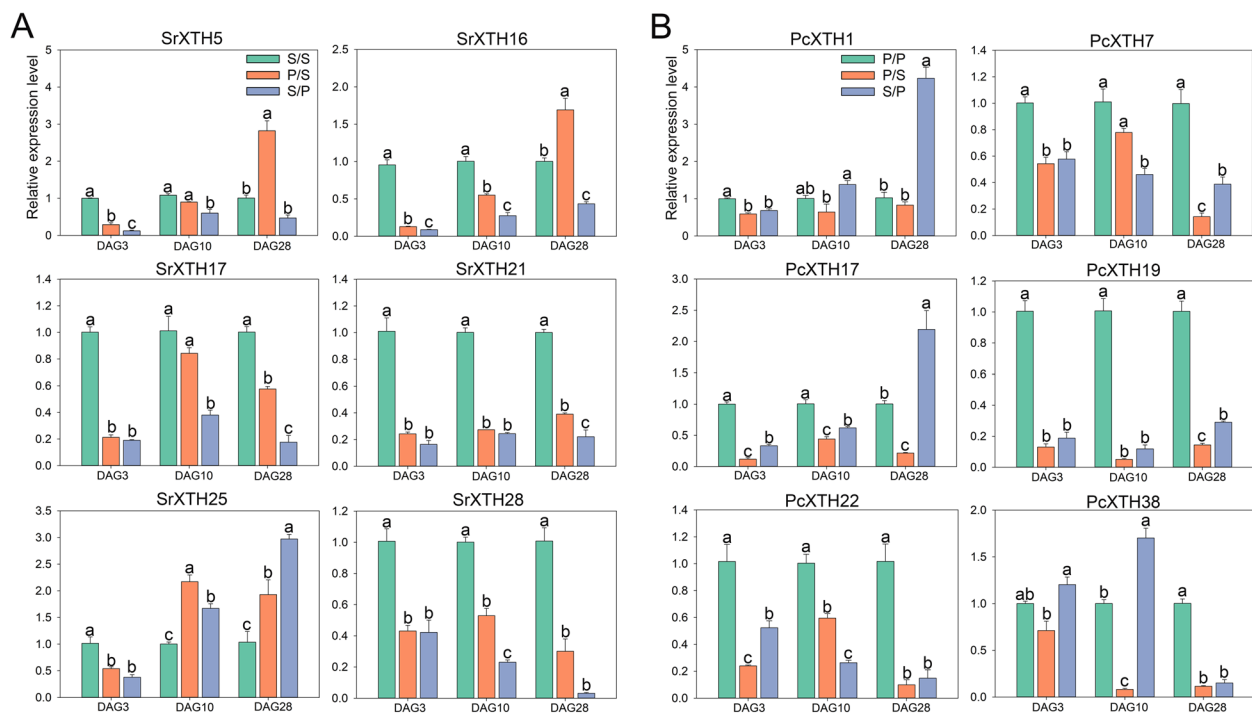 A
SrXTH5
Relative expression level
5
4
3
2
1
0
S/S
P/S
S/P
a
b
c
a
a
b
b
a
b
DAG3
DAG10
DAG28
SrXTH16
2.5
2.0
1.5
1.0
0.5
0.0
a
b
c
a
b
c
b
a
c
DAG3
DAG10
DAG28
SrXTH17
1.4
1.2
1.0
0.8
0.6
0.4
0.2
0.0
a
b
b
a
a
b
a
b
c
DAG3
DAG10
DAG28
SrXTH21
1.4
1.2
1.0
0.8
0.6
0.4
0.2
0.0
a
b
b
a
b
b
a
b
c
DAG3
DAG10
DAG28
SrXTH25
3.5
3.0
2.5
2.0
1.5
1.0
0.5
0.0
a
b
b
c
a
b
c
b
a
DAG3
DAG10
DAG28
SrXTH28
1.2
1.0
0.8
0.6
0.4
0.2
0.0
a
b
b
a
b
c
a
b
b
DAG3
DAG10
DAG28
B
PcXTH1
Relative expression level
5
4
3
2
1
0
P/P
P/S
S/P
a
b
b
ab
b
a
b
b
a
DAG3
DAG10
DAG28
PcXTH7
1.4
1.2
1.0
0.8
0.6
0.4
0.2
0.0
a
b
b
a
a
b
a
c
b
DAG3
DAG10
DAG28
PcXTH17
3.0
2.5
2.0
1.5
1.0
0.5
0.0
a
c
b
a
c
b
b
c
a
DAG3
DAG10
DAG28
PcXTH19
1.2
1.0
0.8
0.6
0.4
0.2
0.0
a
b
b
a
b
b
a
c
b
DAG3
DAG10
DAG28
PcXTH22
1.4
1.2
1.0
0.8
0.6
0.4
0.2
0.0
a
c
b
a
b
c
a
b
b
DAG3
DAG10
DAG28
PcXTH38
2.0
1.5
1.0
0.5
0.0
ab
b
a
b
c
a
a
b
b
DAG3
DAG10
DAG28